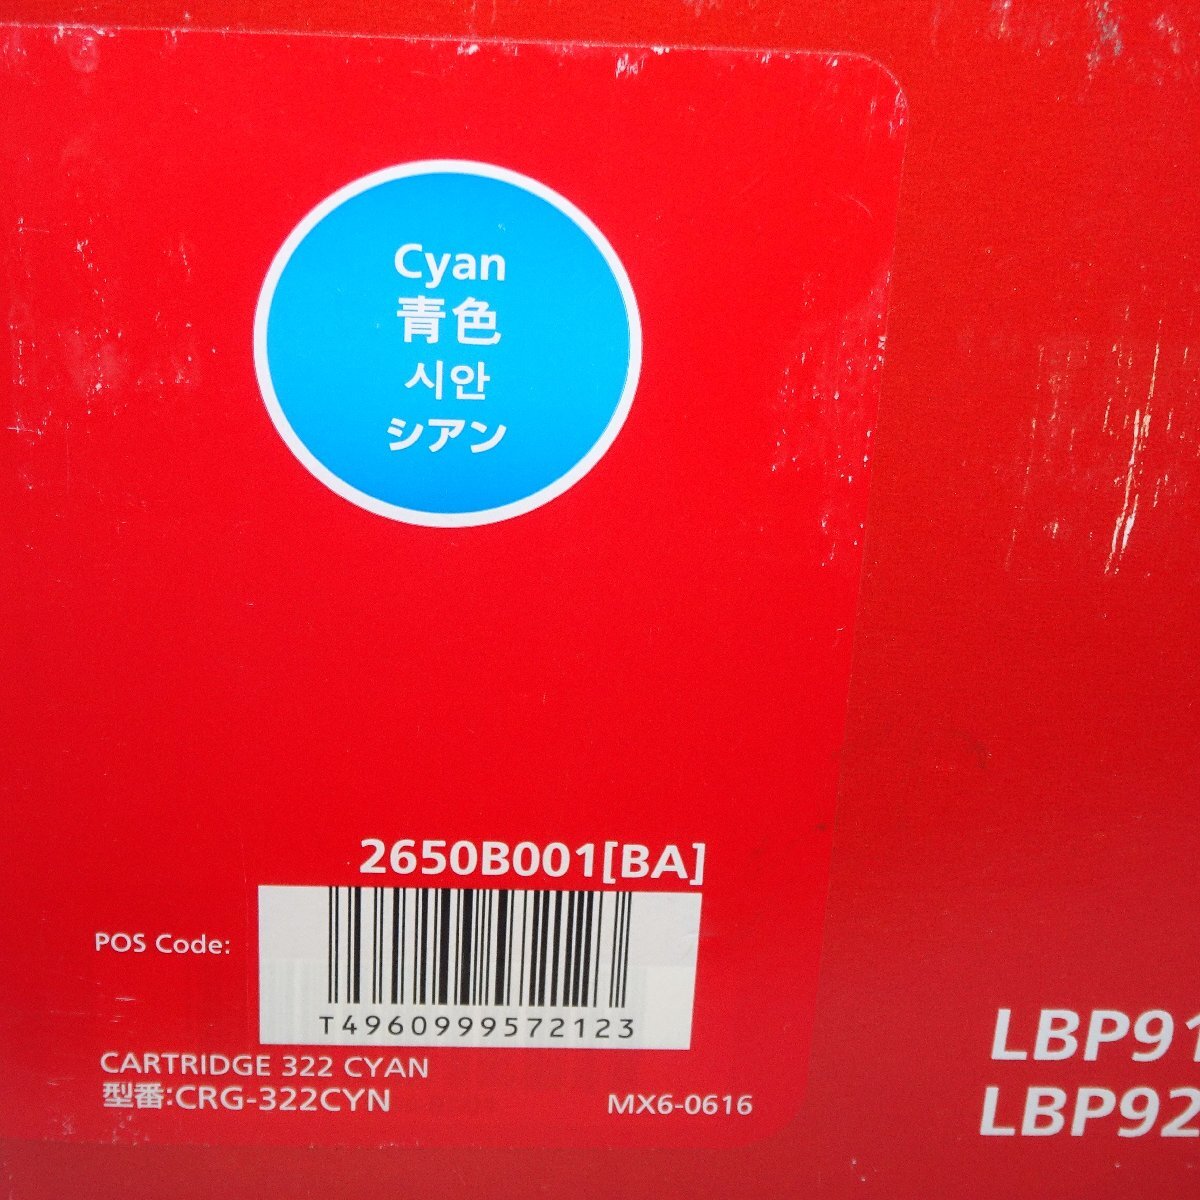 Cyan
青色
시안
シアン
2650B001[BA]
POS Code:
T4960999572123
CARTRIDGE 322 CYAN
型番:CRG-322CYN
MX6-0616
LBP91
LBP92